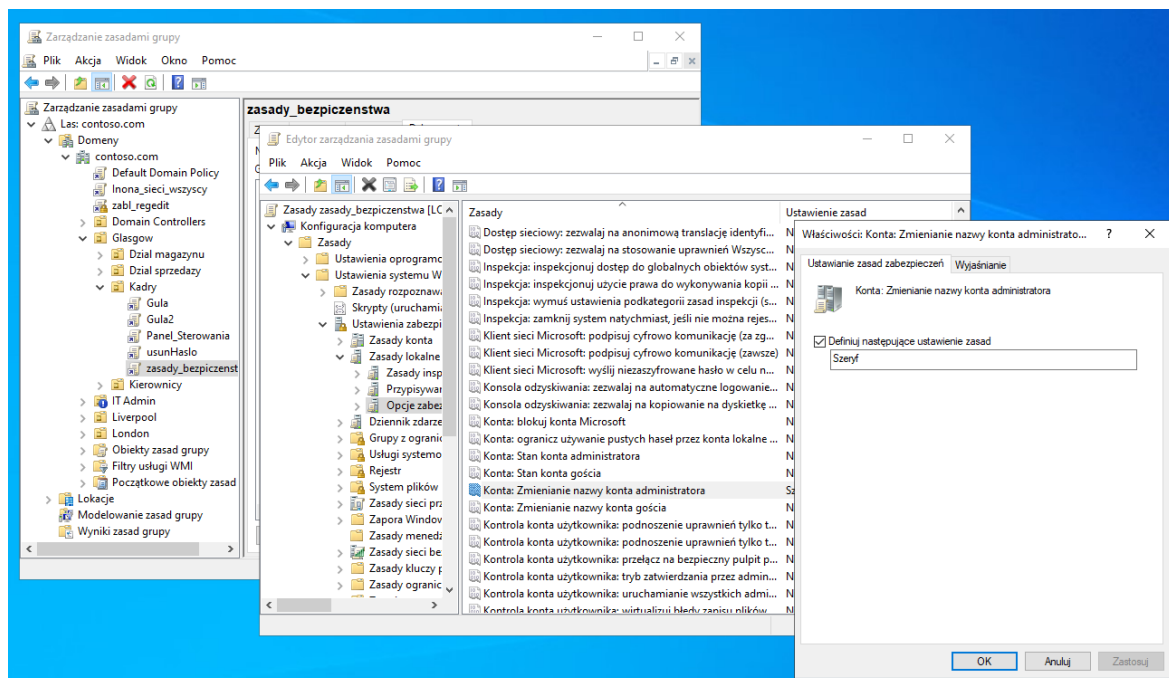 Zarządzanie zasadami grupy
Plik Akcja Widok Okno Pomoc
Zarządzanie zasadami grupy
Las: contoso.com
Domeny
contoso.com
Default Domain Policy
Inona_sieci_wszyscy
zabl_regedit
Domain Controllers
Glasgow
Dzial magazynu
Dzial sprzedazy
Kadry
Gula
Gula2
Panel_Sterowania
usunHaslo
zasady_bezpiczenst
Kierownicy
IT Admin
Liverpool
London
Obiekty zasad grupy
Filtry usługi WMI
Początkowe obiekty zasad
Lokacje
Modelowanie zasad grupy
Wyniki zasad grupy
zasady_bezpiczenstwa
Edytor zarządzania zasadami grupy
Plik Akcja Widok Pomoc
Zasady zasady_bezpiczenstwa [LC
Konfiguracja komputera
Zasady
Ustawienia oprogramc
Ustawienia systemu W
Zasady rozpoznawa
Skrypty (uruchamia
Ustawienia zabezpi
Zasady konta
Zasady lokalne
Zasady insp
Przypisywar
Opcje zabez
Dziennik zdarze
Grupy z ogranic
Usługi systemo
Rejestr
System plików
Zasady sieci prz
Zapora Window
Zasady menedż
Zasady sieci be
Zasady kluczy p
Zasady ogranic
Zasady Ustawienie zasad
Dostęp sieciowy: zezwalaj na anonimową translację identyfi... N
Dostęp sieciowy: zezwalaj na stosowanie uprawnień Wszysc... N
Inspekcja: inspekcjonuj dostęp do globalnych obiektów syst... N
Inspekcja: inspekcjonuj użycie prawa do wykonywania kopii ... N
Inspekcja: wymuś ustawienia podkategorii zasad inspekcji (s... N
Inspekcja: zamknij system natychmiast, jeśli nie można rejes... N
Klient sieci Microsoft: podpisuj cyfrowo komunikację (za zg... N
Klient sieci Microsoft: podpisuj cyfrowo komunikację (zawsze) N
Klient sieci Microsoft: wyślij niezaszyfrowane hasło w celu n... N
Konsola odzyskiwania: zezwalaj na automatyczne logowanie... N
Konsola odzyskiwania: zezwalaj na kopiowanie na dyskietkę ... N
Konta: blokuj konta Microsoft N
Konta: ogranicz używanie pustych haseł przez konta lokalne ... N
Konta: Stan konta administratora N
Konta: Stan konta gościa N
Konta: Zmienianie nazwy konta administratora Sz
Konta: Zmienianie nazwy konta gościa N
Kontrola konta użytkownika: podnoszenie uprawnień tylko t... N
Kontrola konta użytkownika: podnoszenie uprawnień tylko t... N
Kontrola konta użytkownika: przełącz na bezpieczny pulpit p... N
Kontrola konta użytkownika: tryb zatwierdzania przez admin... N
Kontrola konta użytkownika: uruchamianie wszystkich admi... N
Kontrola konta użytkownika: wirtualizuj błędy zapisu plików N
Właściwości: Konta: Zmienianie nazwy konta administrato... ?
Ustawianie zasad zabezpieczeń Wyjaśnianie
Konta: Zmienianie nazwy konta administratora
Definiuj następujące ustawienie zasad
Szeryf
OK Anuluj Zastosuj